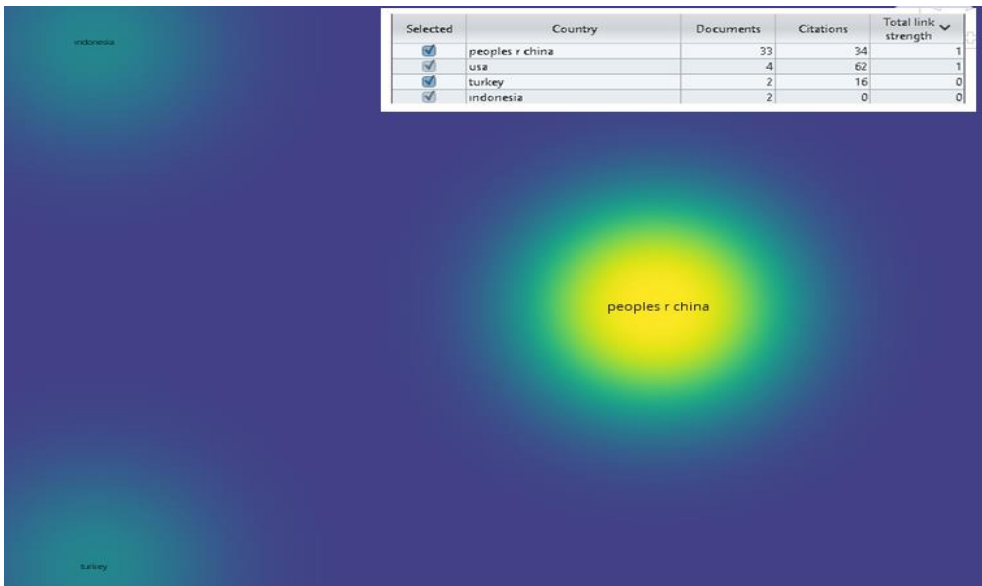 indonesia
Selected Country Documents Citations Total link strength
peoples r china 33 34 1
usa 4 62 1
turkey 2 16 0
indonesia 2 0 0
peoples r china
turkey